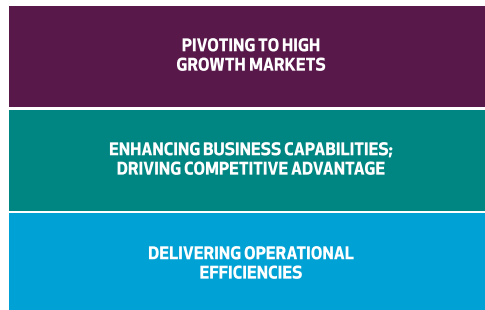 PIVOTING TO HIGH
GROWTH MARKETS
ENHANCING BUSINESS CAPABILITIES;
DRIVING COMPETITIVE ADVANTAGE
DELIVERING OPERATIONAL
EFFICIENCIES